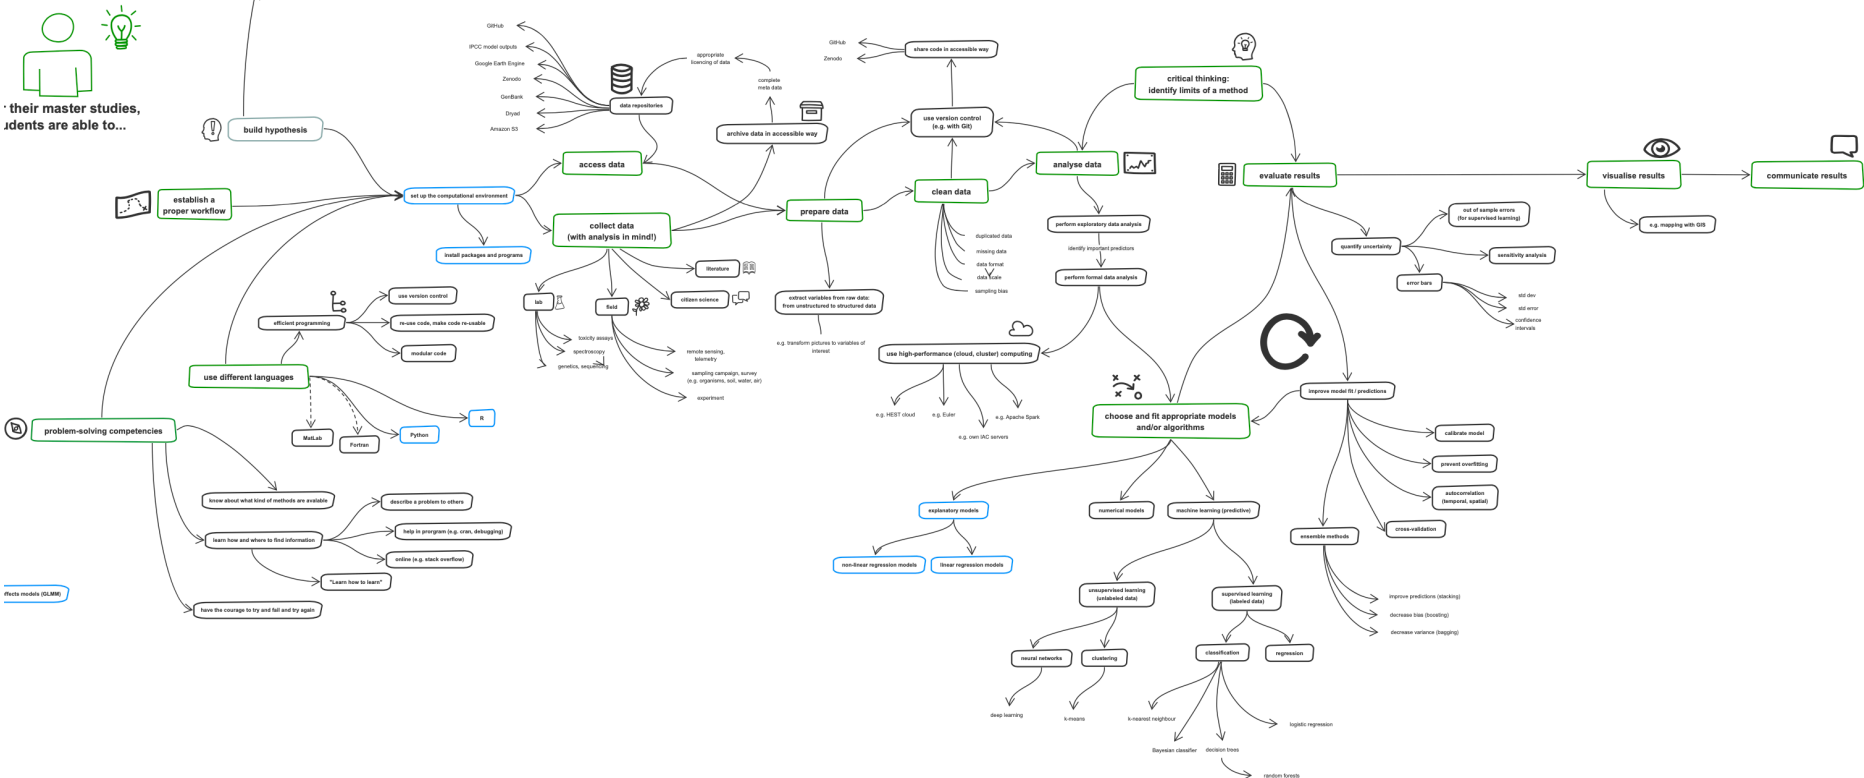 r their master studies,
udents are able to...
build hypothesis
establish a
proper workflow
set up the computational environment
install packages and programs
GitHub
IPCC model outputs
Google Earth Engine
Zenodo
GenBank
Dryad
Amazon S3
data repositories
appropriate
licencing of data
complete
meta data
archive data in accessible way
access data
collect data
(with analysis in mind!)
literature
citizen science
lab
field
toxicity assays
spectroscopy
genetics, sequencing
remote sensing,
telemetry
sampling campaign, survey
(e.g. organisms, soil, water, air)
experiment
prepare data
extract variables from raw data:
from unstructured to structured data
e.g. transform pictures to variables of
interest
GitHub
Zenodo
share code in accessible way
use version control
(e.g. with Git)
clean data
duplicated data
missing data
data format
data scale
sampling bias
analyse data
perform exploratory data analysis
identify important predictors
perform formal data analysis
use high-performance (cloud, cluster) computing
e.g. HEST cloud
e.g. Euler
e.g. own IAC servers
e.g. Apache Spark
critical thinking:
identify limits of a method
evaluate results
quantify uncertainty
out of sample errors
(for supervised learning)
sensitivity analysis
error bars
std dev
std error
confidence
intervals
visualise results
e.g. mapping with GIS
communicate results
efficient programming
use version control
re-use code, make code re-usable
modular code
use different languages
MatLab
Fortran
Python
R
problem-solving competencies
know about what kind of methods are avalable
learn how and where to find information
describe a problem to others
help in prorgram (e.g. cran, debugging)
online (e.g. stack overflow)
"Learn how to learn"
have the courage to try and fail and try again
ffects models (GLMM)
choose and fit appropriate models
and/or algorithms
explanatory models
non-linear regression models
linear regression models
numerical models
machine learning (predictive)
unsupervised learning
(unlabeled data)
supervised learning
(labeled data)
neural networks
clustering
deep learning
k-means
classification
regression
k-nearest neighbour
Bayesian classifier
decision trees
random forests
logistic regression
improve model fit / predictions
calibrate model
prevent overfitting
autocorrelation
(temporal, spatial)
cross-validation
ensemble methods
improve predictions (stacking)
decrease bias (boosting)
decrease variance (bagging)